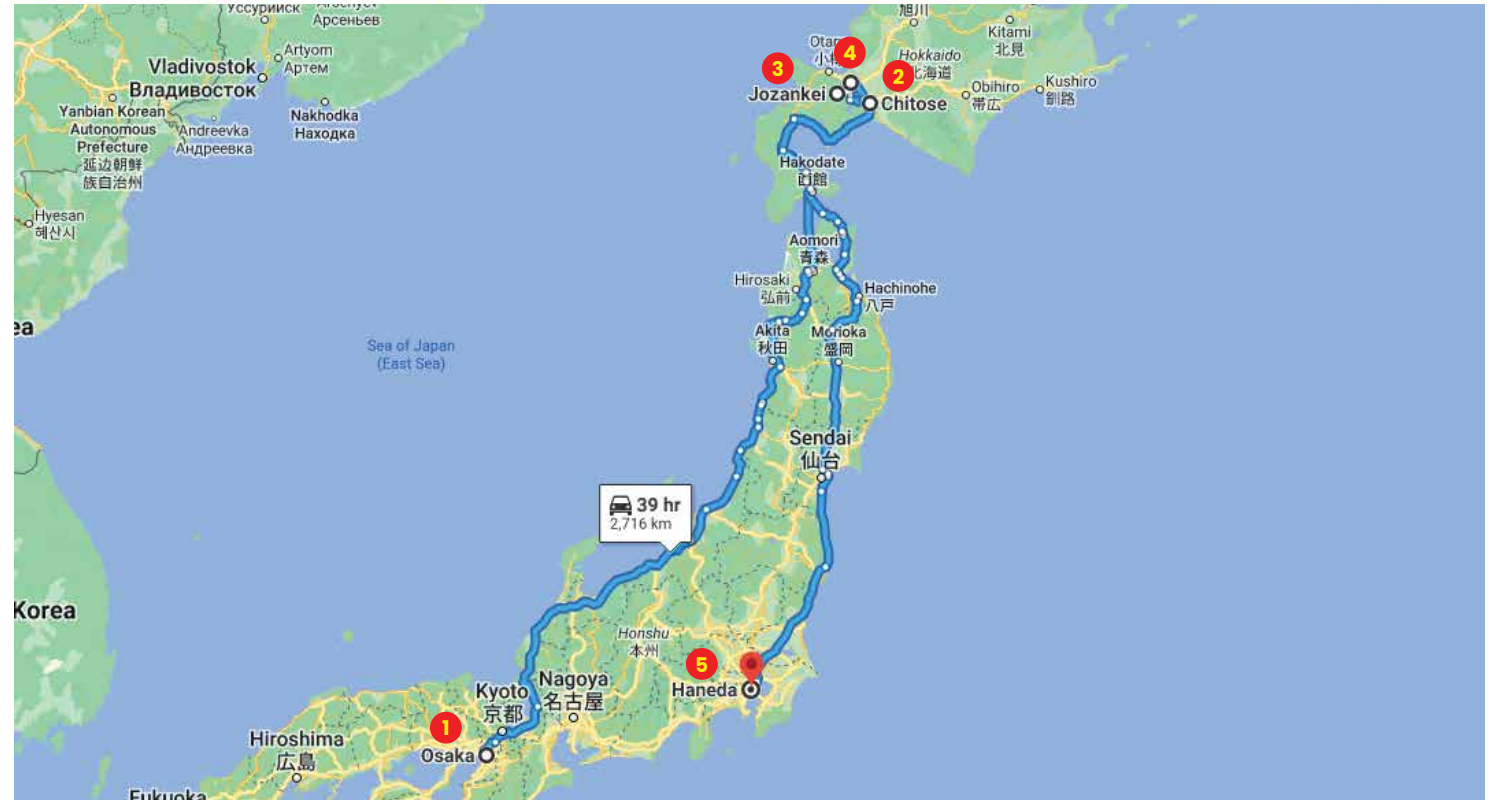 Уссурийск
Арсеньев
Artyom
Артем
Vladivostok
Владивосток
Yanbian Korean
Autonomous
Prefecture
延边朝鲜
族自治州
Andreevka
Андреевка
Nakhodka
Находка
Hyesan
혜산시
旭川
Kitami
北見
4
3
2
Hokkaido
北海道
Jozankei
Chitose
Obihiro
帯広
Kushiro
釧路
Hakodate
函館
Aomori
青森
Hirosaki
弘前
Hachinohe
八戸
Akita
秋田
Morioka
盛岡
Sea of Japan
(East Sea)
Sendai
仙台
39 hr
2,716 km
Korea
Honshu
本州
5
Haneda
Nagoya
名古屋
Kyoto
京都
1
Osaka
Hiroshima
広島
Fukuoka